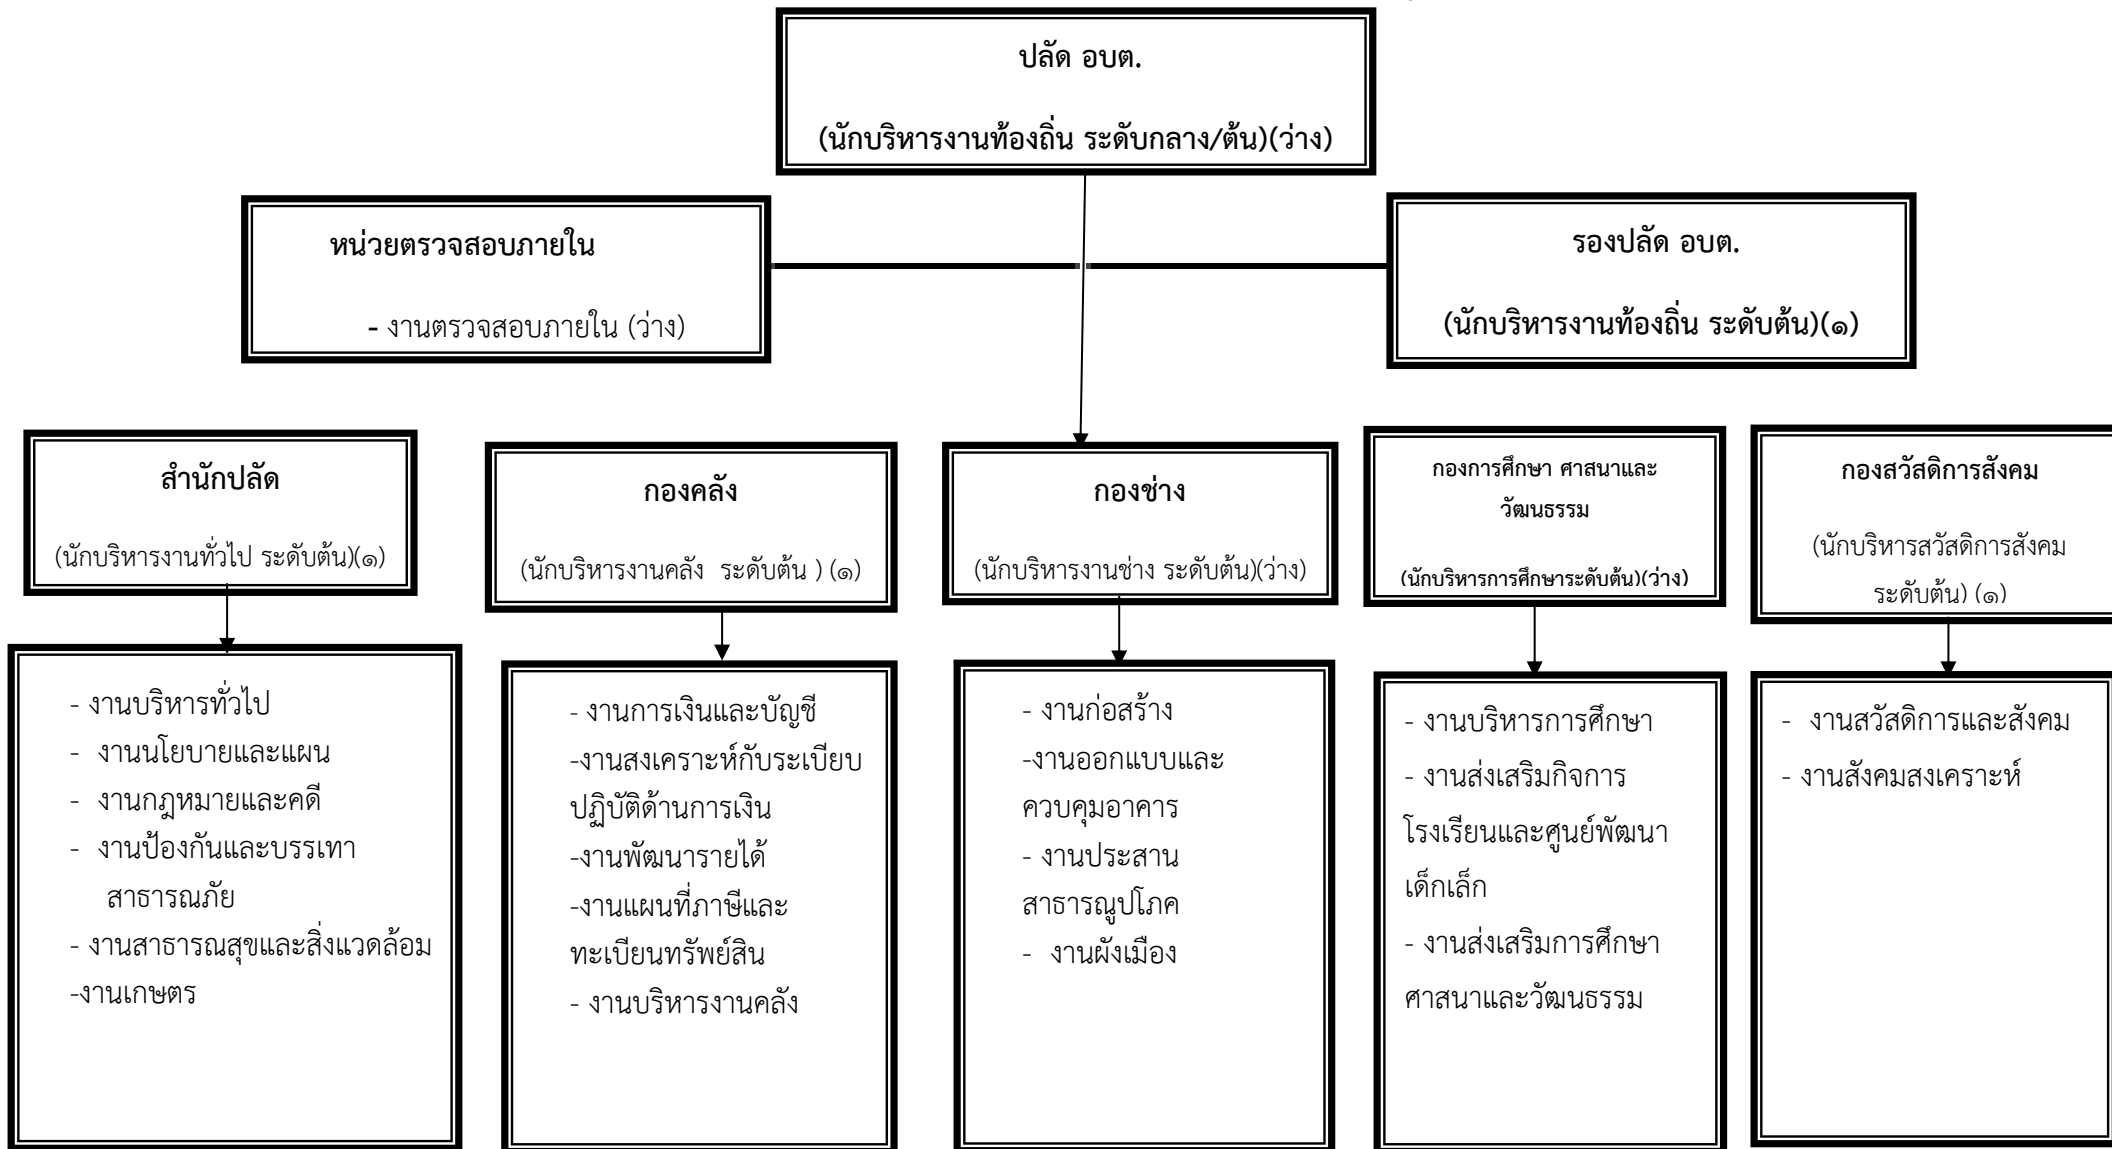 ปลัด อบต.
(นักบริหารงานท้องถิ่น ระดับกลาง/ต้น)(ว่าง)
หน่วยตรวจสอบภายใน
- งานตรวจสอบภายใน (ว่าง)
รองปลัด อบต.
(นักบริหารงานท้องถิ่น ระดับต้น)(๑)
สำนักปลัด
(นักบริหารงานทั่วไป ระดับต้น)(๑)
กองคลัง
(นักบริหารงานคลัง ระดับต้น ) (๑)
กองช่าง
(นักบริหารงานช่าง ระดับต้น)(ว่าง)
กองการศึกษา ศาสนาและ
วัฒนธรรม
(นักบริหารการศึกษาระดับต้น)(ว่าง)
กองสวัสดิการสังคม
(นักบริหารสวัสดิการสังคม
ระดับต้น) (๑)
- งานบริหารทั่วไป
- งานนโยบายและแผน
- งานกฎหมายและคดี
- งานป้องกันและบรรเทา
สาธารณภัย
- งานสาธารณสุขและสิ่งแวดล้อม
-งานเกษตร
- งานการเงินและบัญชี
-งานสงเคราะห์กับระเบียบ
ปฏิบัติด้านการเงิน
-งานพัฒนารายได้
-งานแผนที่ภาษีและ
ทะเบียนทรัพย์สิน
- งานบริหารงานคลัง
- งานก่อสร้าง
-งานออกแบบและ
ควบคุมอาคาร
- งานประสาน
สาธารณูปโภค
- งานผังเมือง
- งานบริหารการศึกษา
- งานส่งเสริมกิจการ
โรงเรียนและศูนย์พัฒนา
เด็กเล็ก
- งานส่งเสริมการศึกษา
ศาสนาและวัฒนธรรม
- งานสวัสดิการและสังคม
- งานสังคมสงเคราะห์